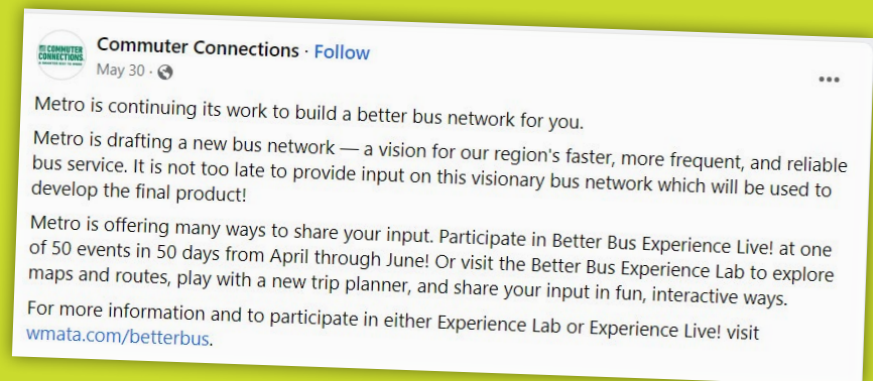 COMMUTER
CONNECTIONS
Commuter Connections · Follow
May 30 ·
Metro is continuing its work to build a better bus network for you.
Metro is drafting a new bus network — a vision for our region's faster, more frequent, and reliable
bus service. It is not too late to provide input on this visionary bus network which will be used to
develop the final product!
Metro is offering many ways to share your input. Participate in Better Bus Experience Live! at one
of 50 events in 50 days from April through June! Or visit the Better Bus Experience Lab to explore
maps and routes, play with a new trip planner, and share your input in fun, interactive ways.
For more information and to participate in either Experience Lab or Experience Live! visit
wmata.com/betterbus.